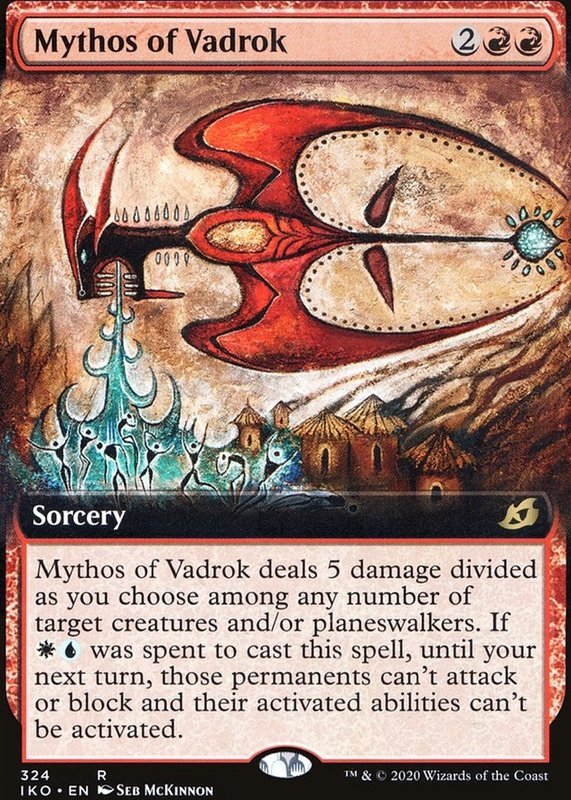 Mythos of Vadrok 2
Sorcery
Mythos of Vadrok deals 5 damage divided
as you choose among any number of
target creatures and/or planeswalkers. If
was spent to cast this spell, until your
next turn, those permanents can't attack
or block and their activated abilities can't
be activated.
324 R
IKO • EN Seb McKinnon
™ & © 2020 Wizards of the Coast